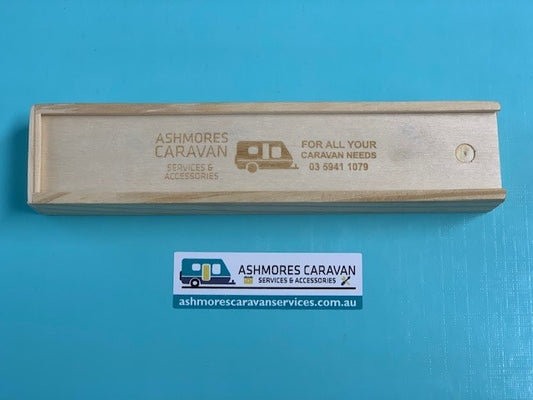 ASHMORES
CARAVAN
SERVICES &
ACCESSORIES
FOR ALL YOUR
CARAVAN NEEDS
03 5941 1079
ASHMORES CARAVAN
SERVICES & ACCESSORIES
ashmorescaravanservices.com.au